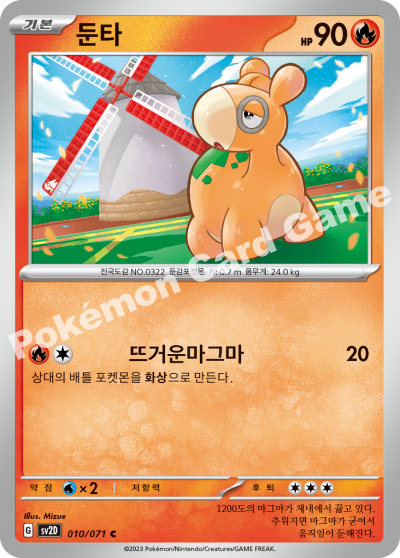 기본 둔타 HP 90
전국도감 NO.0322 둔감포켓몬 키: 0.7 m 몸무게: 24.0 kg
Pokémon Card Game
뜨거운마그마 20
상대의 배틀 포켓몬을 화상으로 만든다.
약점 ×2 저항력 후퇴
Illus. Mizue
G SV2D 010/071 C
1200도의 마그마가 체내에서 끓고 있다.
추워지면 마그마가 굳어서
움직임이 둔해진다.
©2023 Pokémon/Nintendo/Creatures/GAME FREAK.